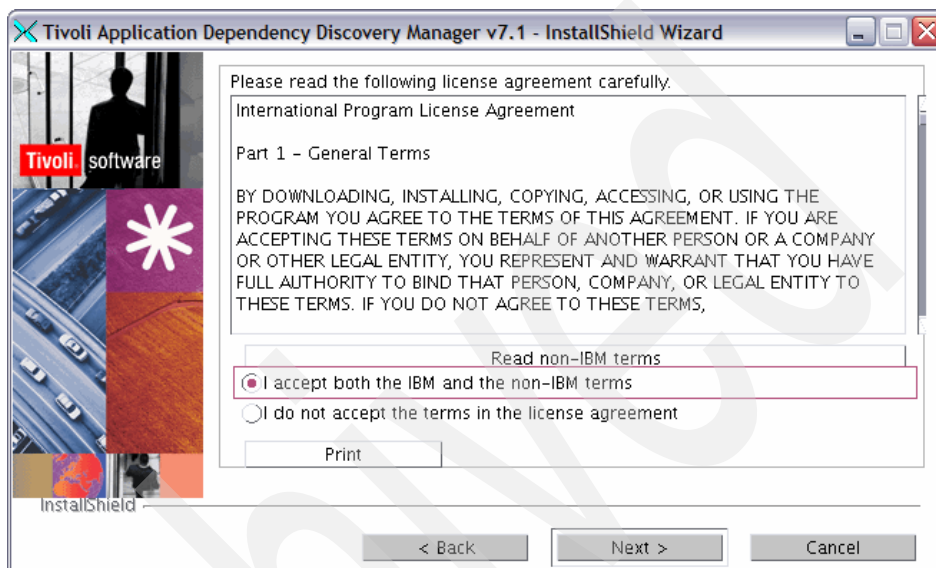 Tivoli Application Dependency Discovery Manager v7.1 - InstallShield Wizard
Please read the following license agreement carefully.
International Program License Agreement
Part 1 – General Terms
BY DOWNLOADING, INSTALLING, COPYING, ACCESSING, OR USING THE
PROGRAM YOU AGREE TO THE TERMS OF THIS AGREEMENT. IF YOU ARE
ACCEPTING THESE TERMS ON BEHALF OF ANOTHER PERSON OR A COMPANY
OR OTHER LEGAL ENTITY, YOU REPRESENT AND WARRANT THAT YOU HAVE
FULL AUTHORITY TO BIND THAT PERSON, COMPANY, OR LEGAL ENTITY TO
THESE TERMS. IF YOU DO NOT AGREE TO THESE TERMS,
Tivoli. software
Read non-IBM terms
I accept both the IBM and the non-IBM terms
I do not accept the terms in the license agreement
Print
InstallShield
< Back Next > Cancel